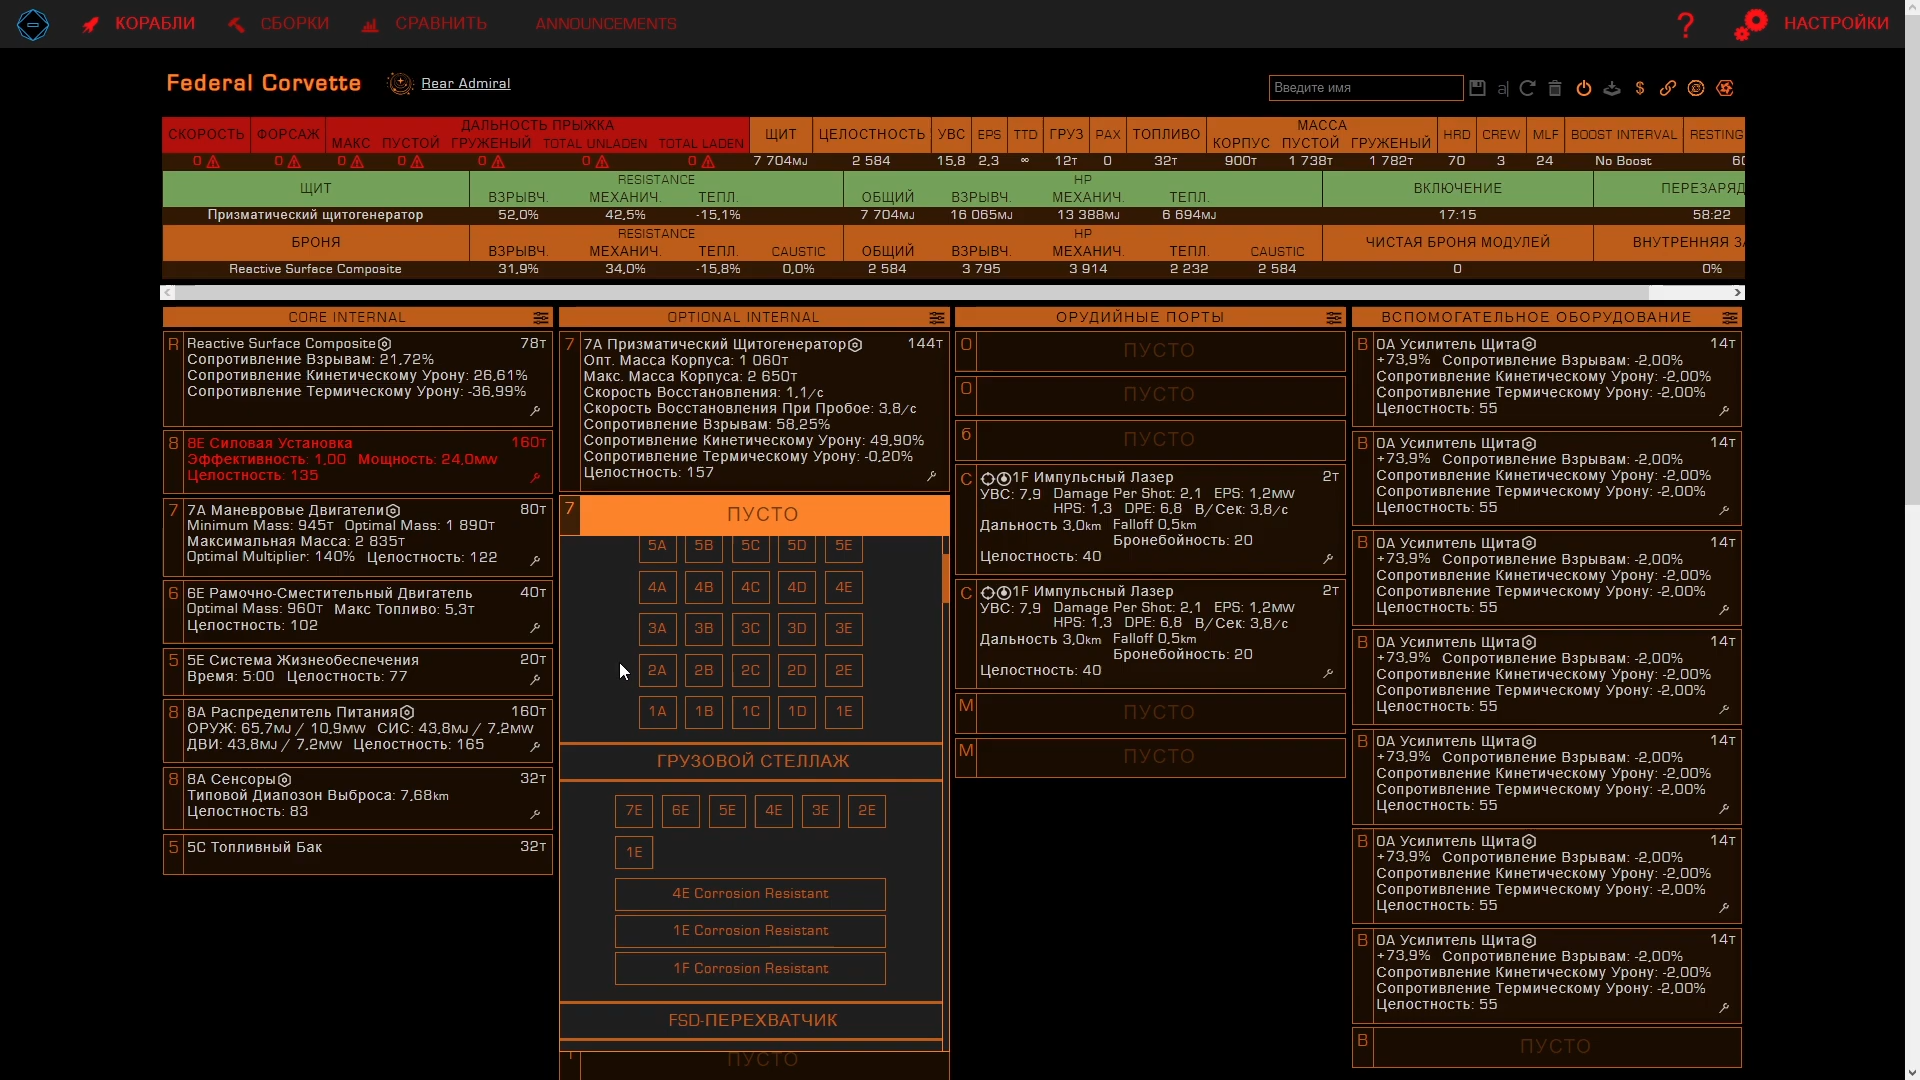 КОРАБЛИ СБОРКИ СРАВНИТЬ ANNOUNCEMENTS ? НАСТРОЙКИ
Federal Corvette Rear Admiral Введите имя a| $
СКОРОСТЬ ФОРСАЖ ДАЛЬНОСТЬ ПРЫЖКА ЩИТ ЦЕЛОСТНОСТЬ УВС EPS TTD ГРУЗ PAX ТОПЛИВО МАССА HRD CREW MLF BOOST INTERVAL RESTING
МАКС ПУСТОЙ ГРУЖЕНЫЙ TOTAL UNLADEN TOTAL LADEN КОРПУС ПУСТОЙ ГРУЖЕНЫЙ
0 0 0 0 0 0 0 7 704MJ 2 584 15,8 2,3 ∞ 12т 0 32т 900т 1 738т 1 782т 70 3 24 No Boost
ЩИТ RESISTANCE HP ВКЛЮЧЕНИЕ ПЕРЕЗАРЯД
ВЗРЫВЧ. МЕХАНИЧ. ТЕПЛ. ОБЩИЙ ВЗРЫВЧ. МЕХАНИЧ. ТЕПЛ.
Призматический щитогенератор 52,0% 42,5% -15,1% 7 704MJ 16 065MJ 13 388MJ 6 694MJ 17:15 58:22
БРОНЯ RESISTANCE HP ЧИСТАЯ БРОНЯ МОДУЛЕЙ ВНУТРЕННЯЯ
ВЗРЫВЧ. МЕХАНИЧ. ТЕПЛ. CAUSTIC ОБЩИЙ ВЗРЫВЧ. МЕХАНИЧ. ТЕПЛ. CAUSTIC
Reactive Surface Composite 31,9% 34,0% -15,8% 0,0% 2 584 3 795 3 914 2 232 2 584 0 0%
CORE INTERNAL
R Reactive Surface Composite 78т
Сопротивление Взрывам: 21,72%
Сопротивление Кинетическому Урону: 26,61%
Сопротивление Термическому Урону: -36,99%
8 8E Силовая Установка 160т
Эффективность: 1,00 Мощность: 24,0MW
Целостность: 135
7 7A Маневровые Двигатели 80т
Minimum Mass: 945т Optimal Mass: 1 890т
Максимальная Масса: 2 835т
Optimal Multiplier: 140% Целостность: 122
6 6E Рамочно-Сместительный Двигатель 40т
Optimal Mass: 960т Макс Топливо: 5,3т
Целостность: 102
5 5E Система Жизнеобеспечения 20т
Время: 5:00 Целостность: 77
8 8A Распределитель Питания 160т
ОРУЖ: 65,7MJ / 10,9MW СИС: 43,8MJ / 7,2MW
ДВИ: 43,8MJ / 7,2MW Целостность: 165
8 8A Сенсоры 32т
Типовой Диапозон Выброса: 7,68km
Целостность: 83
5 5C Топливный Бак 32т
OPTIONAL INTERNAL
7 7A Призматический Щитогенератор 144т
Опт. Масса Корпуса: 1 060т
Макс. Масса Корпуса: 2 650т
Скорость Восстановления: 1,1/с
Скорость Восстановления При Пробое: 3,8/с
Сопротивление Взрывам: 58,25%
Сопротивление Кинетическому Урону: 49,90%
Сопротивление Термическому Урону: -0,20%
Целостность: 157
7 ПУСТО
5A 5B 5C 5D 5E
4A 4B 4C 4D 4E
3A 3B 3C 3D 3E
2A 2B 2C 2D 2E
1A 1B 1C 1D 1E
ГРУЗОВОЙ СТЕЛЛАЖ
7E 6E 5E 4E 3E 2E
1E
4E Corrosion Resistant
1E Corrosion Resistant
1F Corrosion Resistant
FSD-ПЕРЕХВАТЧИК
ПУСТО
ОРУДИЙНЫЕ ПОРТЫ
О ПУСТО
О ПУСТО
б ПУСТО
С 1F Импульсный Лазер 2т
УВС: 7,9 Damage Per Shot: 2,1 EPS: 1,2MW
HPS: 1,3 DPE: 6,8 В/Сек: 3,8/с
Дальность 3,0km Falloff 0,5km
Бронебойность: 20
Целостность: 40
С 1F Импульсный Лазер 2т
УВС: 7,9 Damage Per Shot: 2,1 EPS: 1,2MW
HPS: 1,3 DPE: 6,8 В/Сек: 3,8/с
Дальность 3,0km Falloff 0,5km
Бронебойность: 20
Целостность: 40
М ПУСТО
М ПУСТО
ВСПОМОГАТЕЛЬНОЕ ОБОРУДОВАНИЕ
В 0A Усилитель Щита 14т
+73,9% Сопротивление Взрывам: -2,00%
Сопротивление Кинетическому Урону: -2,00%
Сопротивление Термическому Урону: -2,00%
Целостность: 55
В 0A Усилитель Щита 14т
+73,9% Сопротивление Взрывам: -2,00%
Сопротивление Кинетическому Урону: -2,00%
Сопротивление Термическому Урону: -2,00%
Целостность: 55
В 0A Усилитель Щита 14т
+73,9% Сопротивление Взрывам: -2,00%
Сопротивление Кинетическому Урону: -2,00%
Сопротивление Термическому Урону: -2,00%
Целостность: 55
В 0A Усилитель Щита 14т
+73,9% Сопротивление Взрывам: -2,00%
Сопротивление Кинетическому Урону: -2,00%
Сопротивление Термическому Урону: -2,00%
Целостность: 55
В 0A Усилитель Щита 14т
+73,9% Сопротивление Взрывам: -2,00%
Сопротивление Кинетическому Урону: -2,00%
Сопротивление Термическому Урону: -2,00%
Целостность: 55
В 0A Усилитель Щита 14т
+73,9% Сопротивление Взрывам: -2,00%
Сопротивление Кинетическому Урону: -2,00%
Сопротивление Термическому Урону: -2,00%
Целостность: 55
В 0A Усилитель Щита 14т
+73,9% Сопротивление Взрывам: -2,00%
Сопротивление Кинетическому Урону: -2,00%
Сопротивление Термическому Урону: -2,00%
Целостность: 55
В ПУСТО